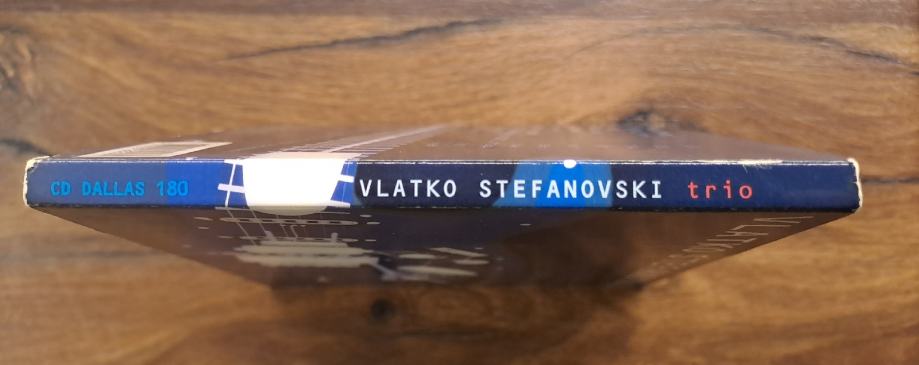 CD DALLAS 180 VLATKO STEFANOVSKI trio